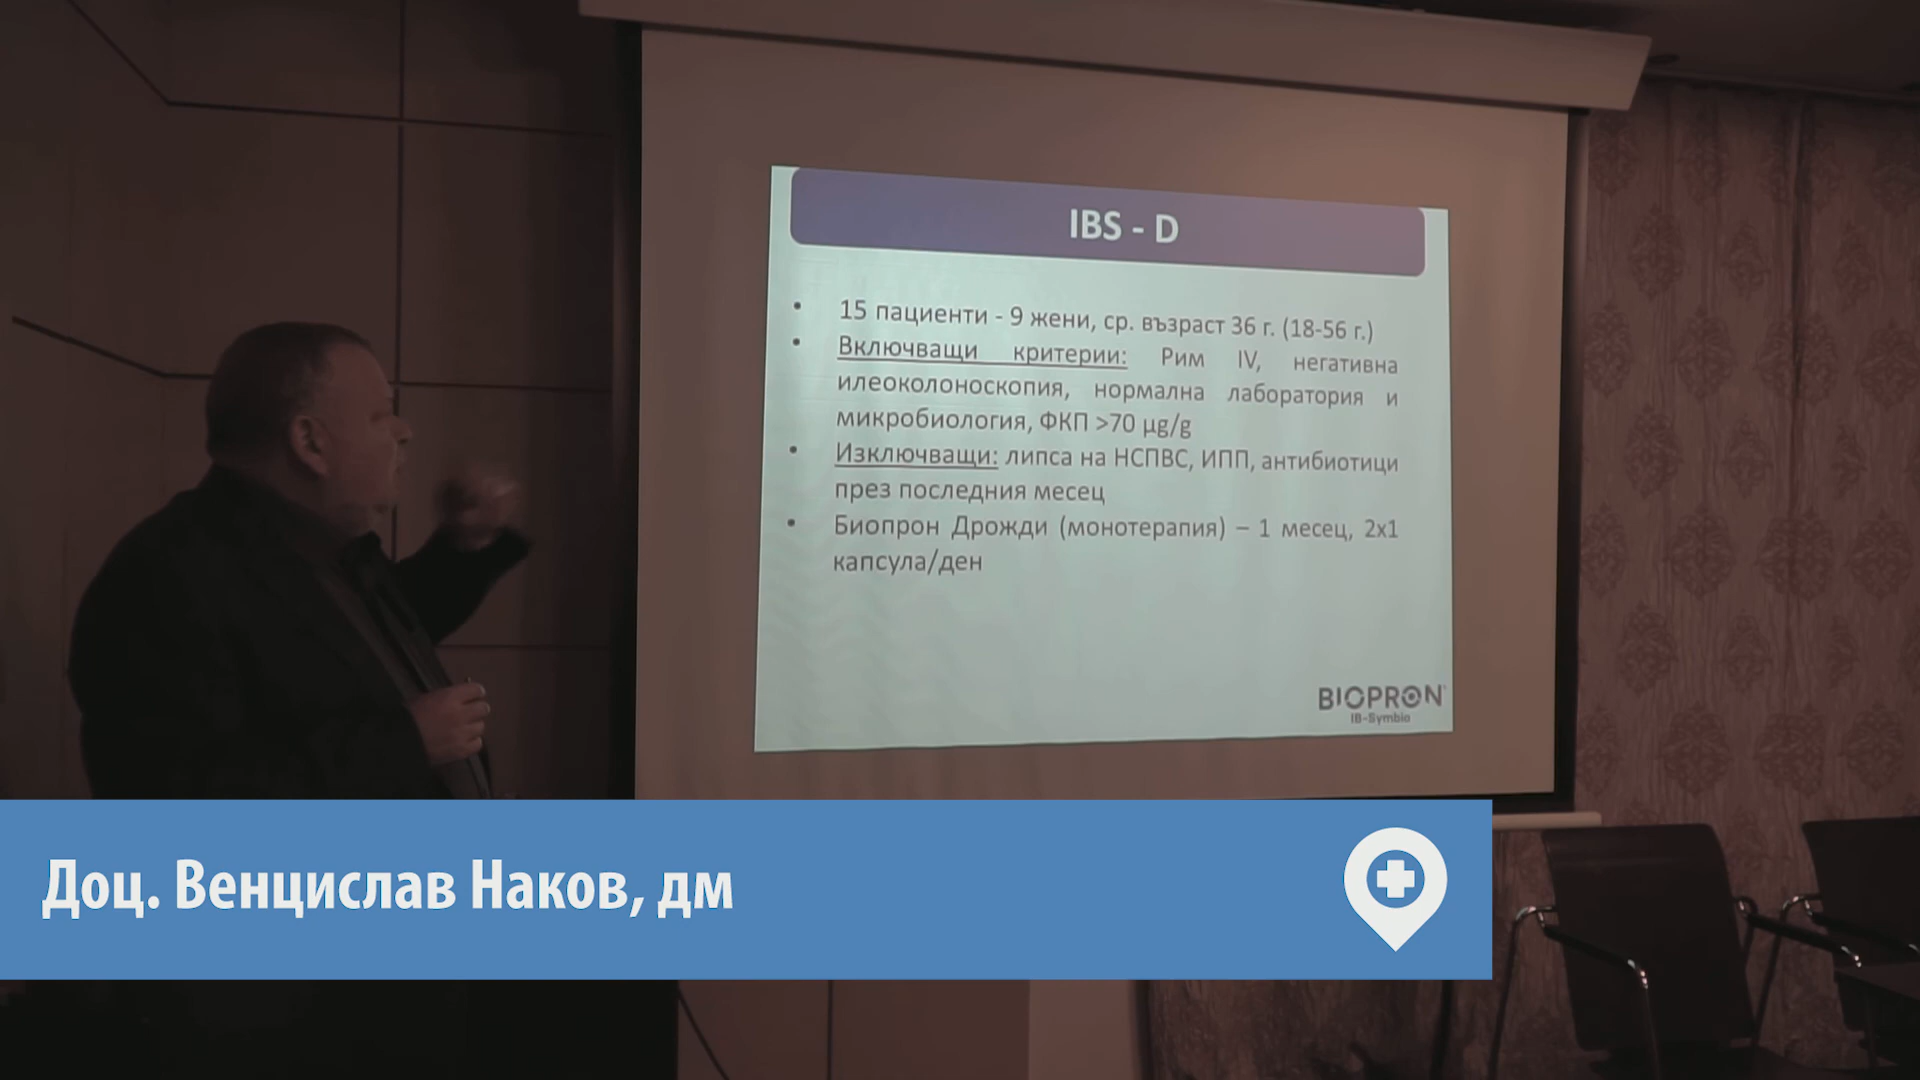 IBS - D
• 15 пациенти - 9 жени, ср. възраст 36 г. (18-56 г.)
• Включващи критерии: Рим IV, негативна
илеоколоноскопия, нормална лаборатория и
микробиология, ФКП >70 µg/g
• Изключващи: липса на НСПВС, ИПП, антибиотици
през последния месец
• Биопрон Дрожди (монотерапия) – 1 месец, 2x1
капсула/ден
BIOPRON
IB-Symbio
Доц. Венцислав Наков, дм